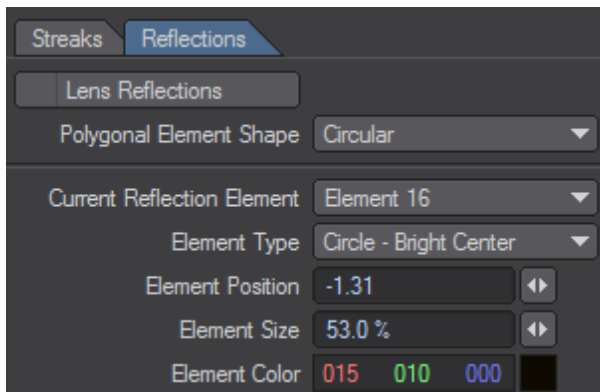 Streaks Reflections
Lens Reflections
Polygonal Element Shape Circular
Current Reflection Element Element 16
Element Type Circle - Bright Center
Element Position -1.31
Element Size 53.0 %
Element Color 015 010 000